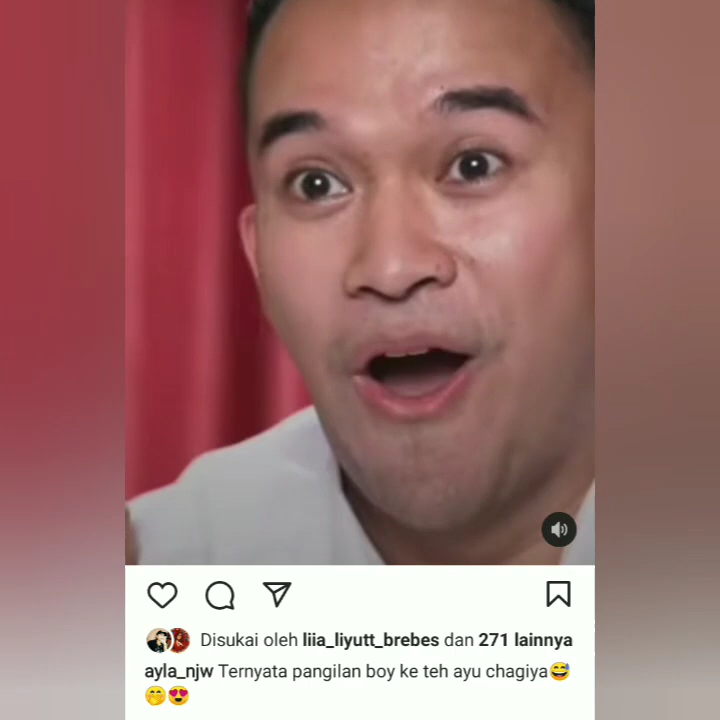 Disukai oleh liia_liyutt_brebes dan 271 lainnya
ayla_njw Ternyata pangilan boy ke teh ayu chagiya😅
🤭😍